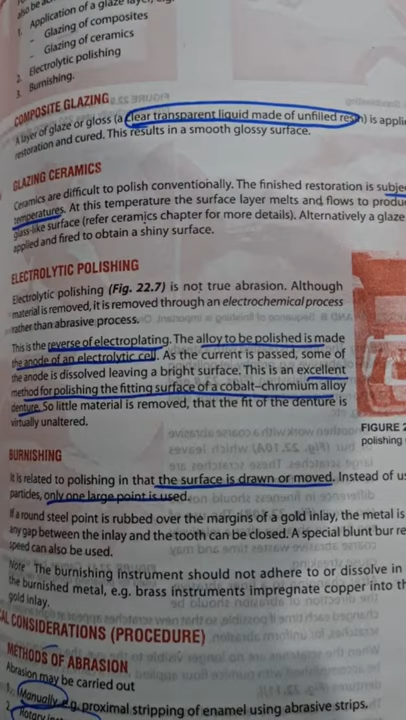 also be
1. Application of a glaze layer, e.g.
– Glazing of composites
– Glazing of ceramics
2. Electrolytic polishing
3. Burnishing.
COMPOSITE GLAZING
A layer of glaze or gloss (a clear transparent liquid made of unfilled resin) is applie
restoration and cured. This results in a smooth glossy surface.
GLAZING CERAMICS
Ceramics are difficult to polish conventionally. The finished restoration is subje
temperatures. At this temperature the surface layer melts and flows to produ
glass-like surface (refer ceramics chapter for more details). Alternatively a glaze
applied and fired to obtain a shiny surface.
ELECTROLYTIC POLISHING
Electrolytic polishing (Fig. 22.7) is not true abrasion. Although
material is removed, it is removed through an electrochemical process
rather than abrasive process.
This is the reverse of electroplating. The alloy to be polished is made
the anode of an electrolytic cell. As the current is passed, some of
the anode is dissolved leaving a bright surface. This is an excellent
method for polishing the fitting surface of a cobalt–chromium alloy
denture. So little material is removed, that the fit of the denture is
virtually unaltered.
FIGURE 2
polishing
BURNISHING
It is related to polishing in that the surface is drawn or moved. Instead of us
particles, only one large point is used.
If a round steel point is rubbed over the margins of a gold inlay, the metal is
any gap between the inlay and the tooth can be closed. A special blunt bur re
speed can also be used.
Note The burnishing instrument should not adhere to or dissolve in
the burnished metal, e.g. brass instruments impregnate copper into th
gold inlay.
AL CONSIDERATIONS (PROCEDURE)
METHODS OF ABRASION
Abrasion may be carried out
1. Manually, e.g. proximal stripping of enamel using abrasive strips.
2. Rotary